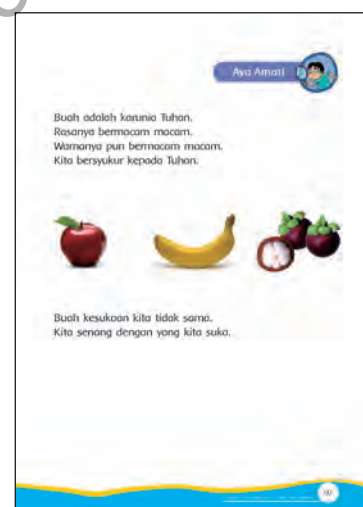 Ayo Amati
Buah adalah karunia Tuhan.
Rasanya bermacam macam.
Warnanya pun bermacam macam.
Kita bersyukur kepada Tuhan.
Buah kesukaan kita tidak sama.
Kita senang dengan yang kita suka.